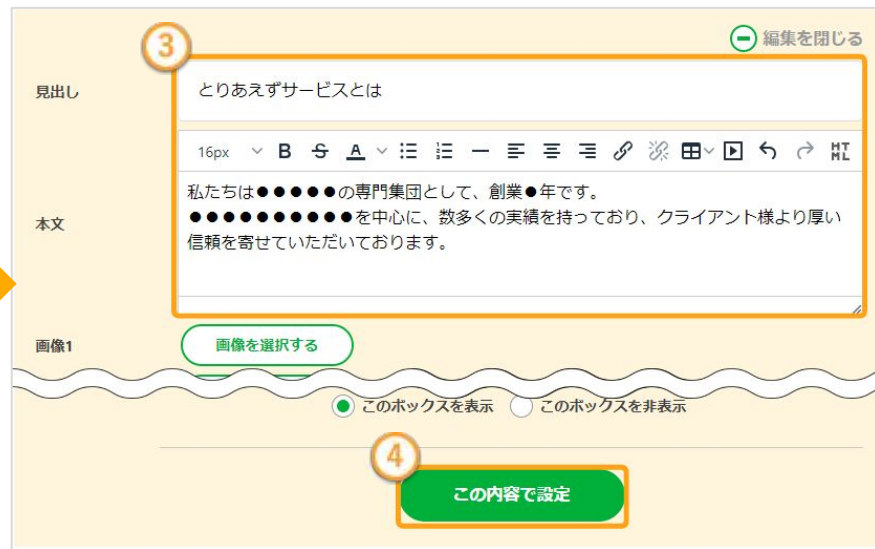 ③
編集を閉じる
見出し
とりあえずサービスとは
16px B S A HTML
本文
私たちは●●●●●の専門集団として、創業●年です。
●●●●●●●●●●を中心に、数多くの実績を持っており、クライアント様より厚い
信頼を寄せていただいております。
画像1
画像を選択する
このボックスを表示 このボックスを非表示
④
この内容で設定